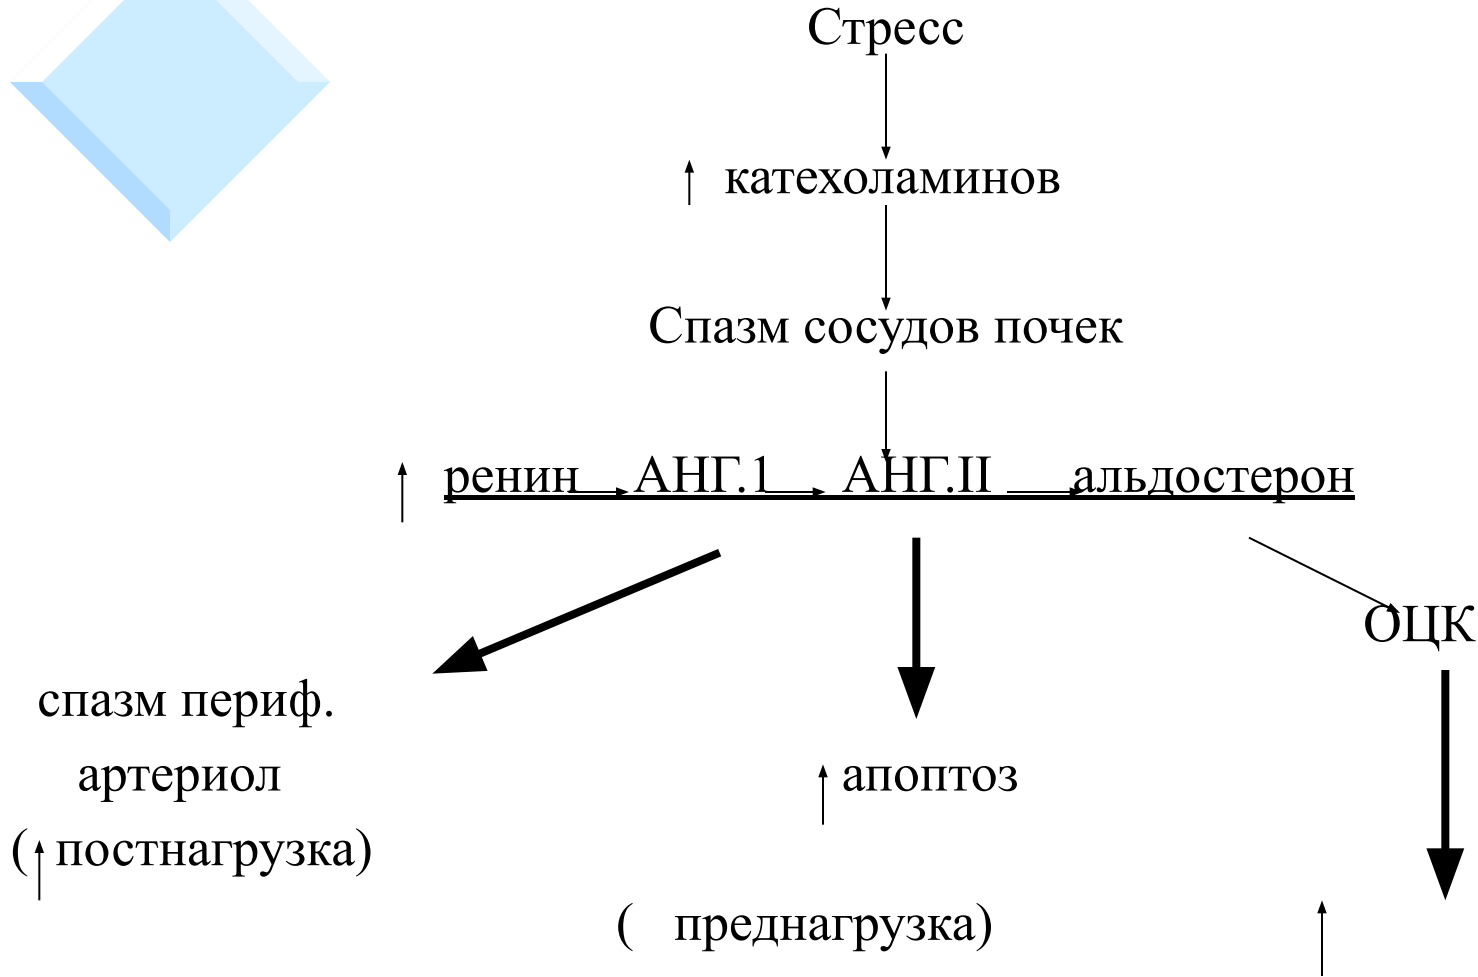 Стресс
катехоламинов
Спазм сосудов почек
ренин АНГ.1 АНГ.II альдостерон
ОЦК
спазм периф.
артериол апоптоз
( постнагрузка)
( преднагрузка)